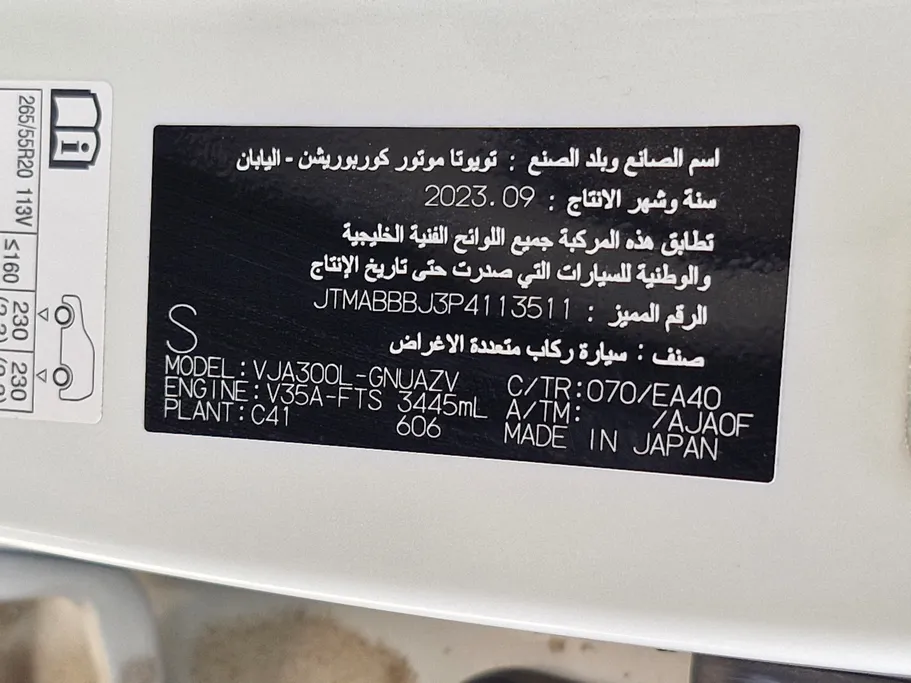 اسم الصانع وبلد الصنع : تويوتا موتور كوربوريشن - اليابان
سنة وشهر الانتاج : 2023.09
تطابق هذه المركبة جميع اللوائح الفنية الخليجية
والوطنية للسيارات التي صدرت حتى تاريخ الإنتاج
الرقم المميز : JTMABBBJ3P4113511
صنف : سيارة ركاب متعددة الاغراض
S
MODEL:VJA300L-GNUAZV C/TR:070/EA40
ENGINE:V35A-FTS 3445mL A/TM: /AJA0F
PLANT:C41 606 MADE IN JAPAN
i
265/55R20 113V
≤160
230
230